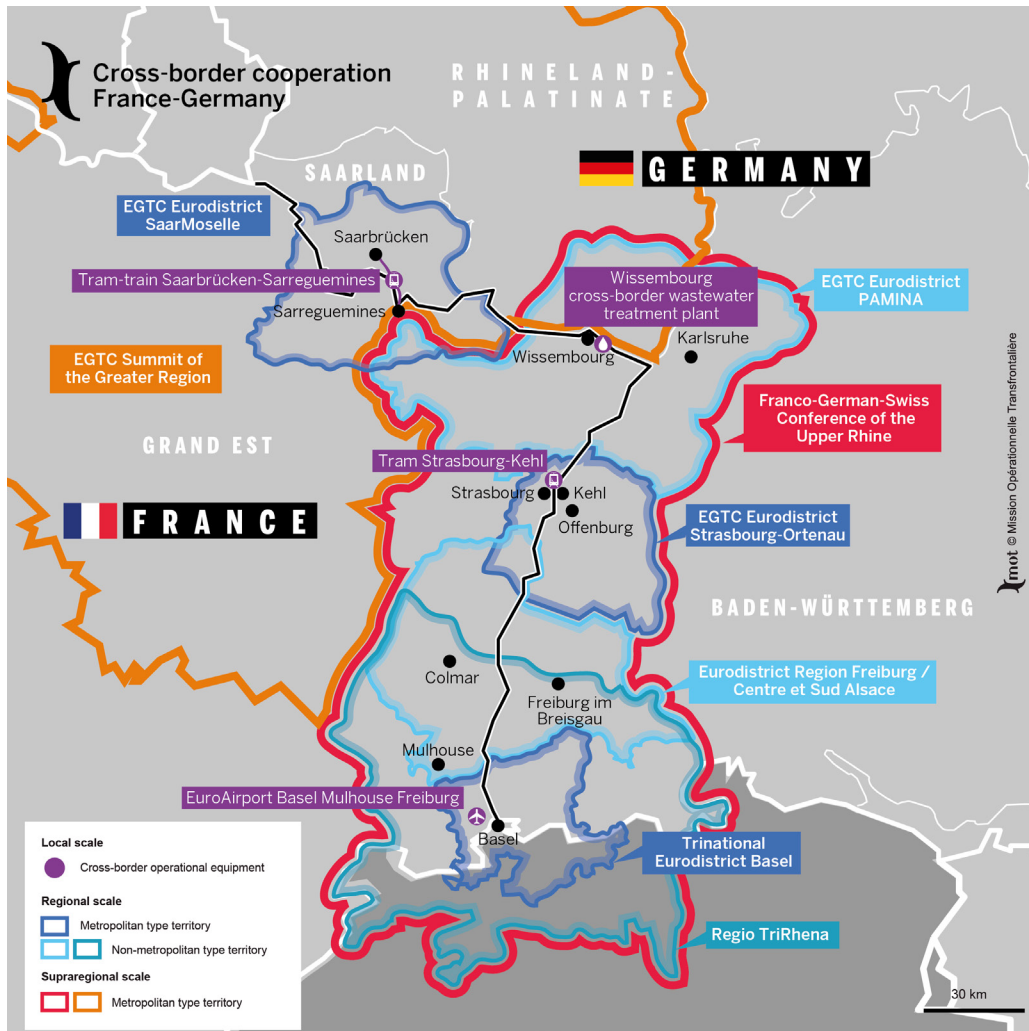 Cross-border cooperation
France-Germany
RHINELAND-
PALATINATE
SAARLAND
GERMANY
EGTC Eurodistrict
SaarMoselle
Saarbrücken
Tram-train Saarbrücken-Sarreguemines
Wissembourg
cross-border wastewater
treatment plant
EGTC Eurodistrict
PAMINA
Sarreguemines
Wissembourg
Karlsruhe
EGTC Summit of
the Greater Region
Franco-German-Swiss
Conference of the
Upper Rhine
GRAND EST
Tram Strasbourg-Kehl
Strasbourg
Kehl
Offenburg
FRANCE
EGTC Eurodistrict
Strasbourg-Ortenau
mot © Mission Opérationnelle Transfrontalière
BADEN-WÜRTTEMBERG
Colmar
Freiburg im
Breisgau
Eurodistrict Region Freiburg /
Centre et Sud Alsace
Mulhouse
EuroAirport Basel Mulhouse Freiburg
Basel
Trinational
Eurodistrict Basel
Regio TriRhena
Local scale
Cross-border operational equipment
Regional scale
Metropolitan type territory
Non-metropolitan type territory
Supraregional scale
Metropolitan type territory
30 km